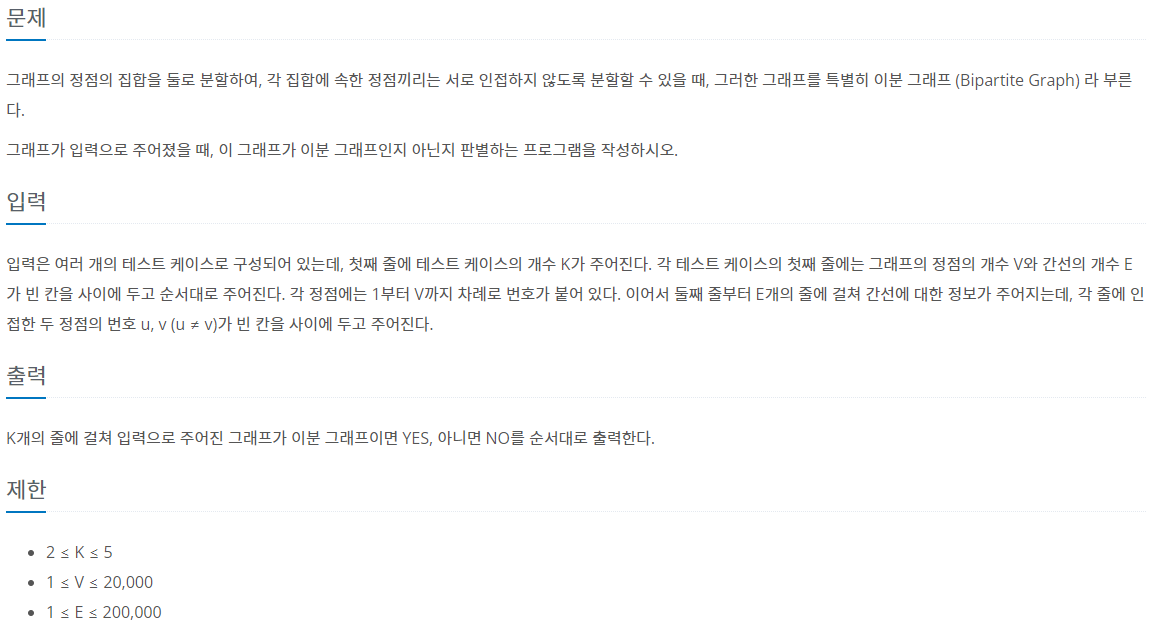 문제
그래프의 정점의 집합을 둘로 분할하여, 각 집합에 속한 정점끼리는 서로 인접하지 않도록 분할할 수 있을 때, 그러한 그래프를 특별히 이분 그래프 (Bipartite Graph) 라 부른
다.
그래프가 입력으로 주어졌을 때, 이 그래프가 이분 그래프인지 아닌지 판별하는 프로그램을 작성하시오.
입력
입력은 여러 개의 테스트 케이스로 구성되어 있는데, 첫째 줄에 테스트 케이스의 개수 K가 주어진다. 각 테스트 케이스의 첫째 줄에는 그래프의 정점의 개수 V와 간선의 개수 E
가 빈 칸을 사이에 두고 순서대로 주어진다. 각 정점에는 1부터 V까지 차례로 번호가 붙어 있다. 이어서 둘째 줄부터 E개의 줄에 걸쳐 간선에 대한 정보가 주어지는데, 각 줄에 인
접한 두 정점의 번호 u, v (u ≠ v)가 빈 칸을 사이에 두고 주어진다.
출력
K개의 줄에 걸쳐 입력으로 주어진 그래프가 이분 그래프이면 YES, 아니면 NO를 순서대로 출력한다.
제한
• 2 ≤ K ≤ 5
• 1 ≤ V ≤ 20,000
• 1 ≤ E ≤ 200,000